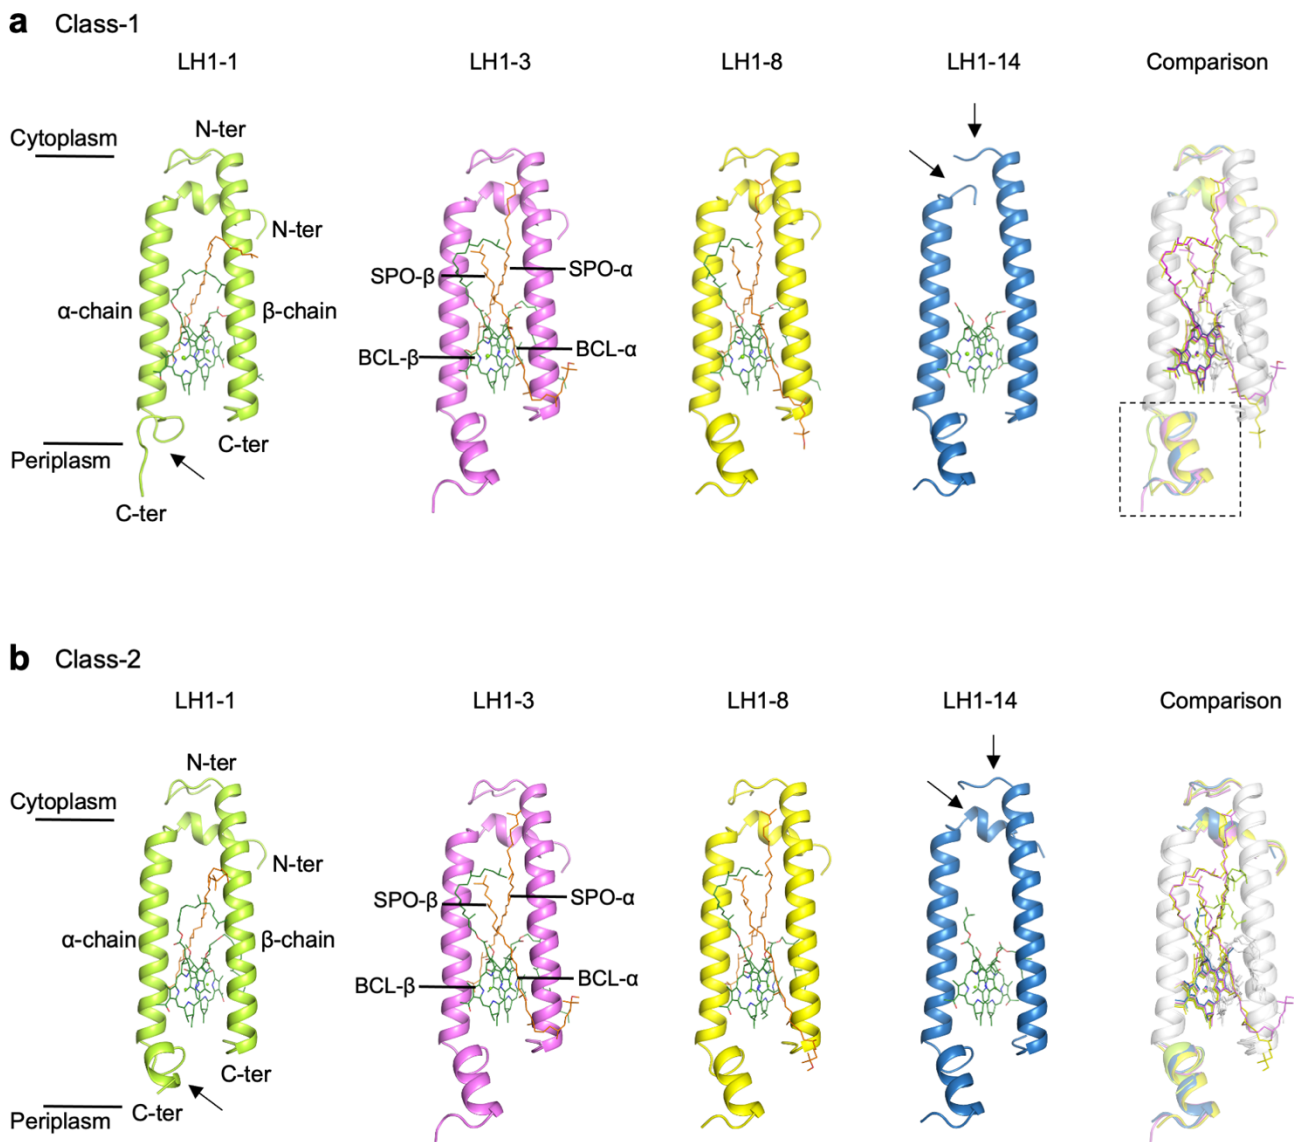 a Class-1
LH1-1 LH1-3 LH1-8 LH1-14 Comparison
N-ter
Cytoplasm
N-ter
SPO-β SPO-α
α-chain β-chain
BCL-β BCL-α
C-ter
Periplasm
C-ter
b Class-2
LH1-1 LH1-3 LH1-8 LH1-14 Comparison
N-ter
Cytoplasm
N-ter
SPO-β SPO-α
α-chain β-chain
BCL-β BCL-α
C-ter
Periplasm C-ter